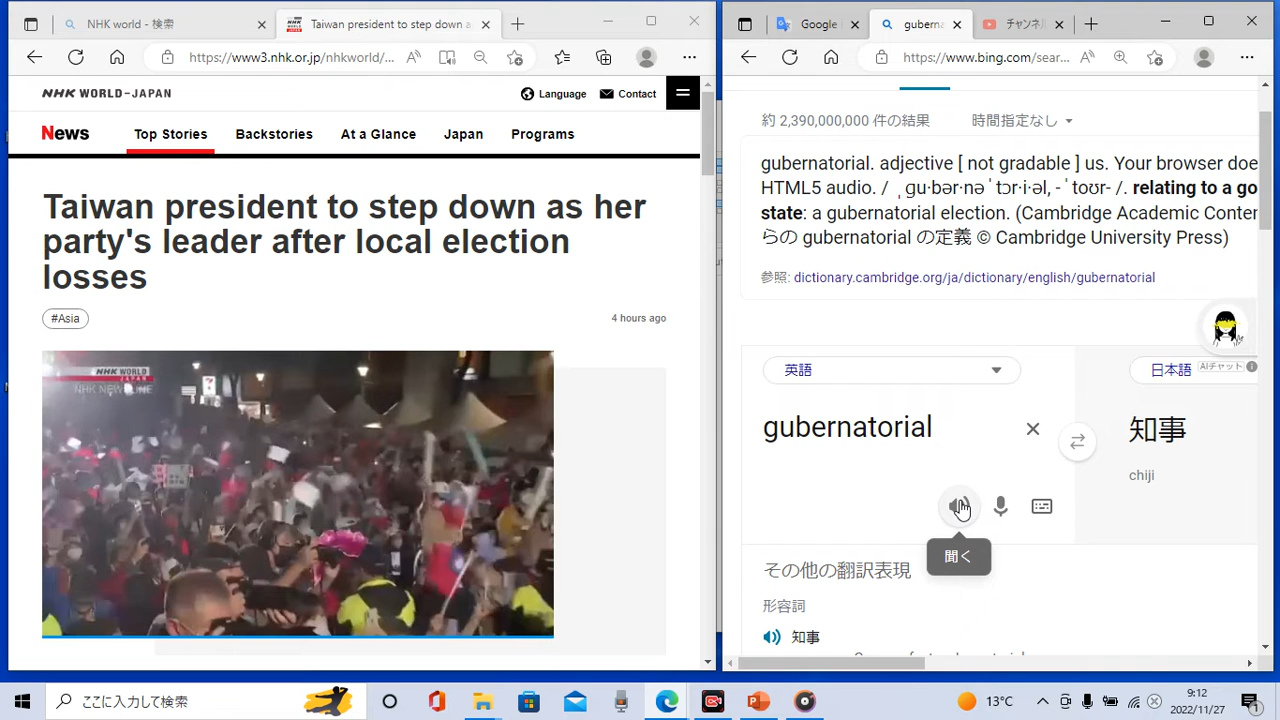 NHK world - 検索
Taiwan president to step down a
https://www3.nhk.or.jp/nhkworld/...
NHK WORLD-JAPAN
Language
Contact
News
Top Stories
Backstories
At a Glance
Japan
Programs
Taiwan president to step down as her
party's leader after local election
losses
#Asia
4 hours ago
NHK WORLD
JAPAN
NHK NEWSLINE
Google
guberna
チャンネル
https://www.bing.com/sear...
約 2,390,000,000 件の結果
時間指定なし
gubernatorial. adjective [ not gradable ] us. Your browser doe
HTML5 audio. / ˌgu·bər·nəˈtɔr·i·əl, -ˈtoʊr- /. relating to a go
state: a gubernatorial election. (Cambridge Academic Conten
らの gubernatorial の定義 © Cambridge University Press)
参照: dictionary.cambridge.org/ja/dictionary/english/gubernatorial
英語
日本語
AIチャット
gubernatorial
知事
chiji
聞く
その他の翻訳表現
形容詞
知事
ここに入力して検索
13°C
9:12
2022/11/27
1